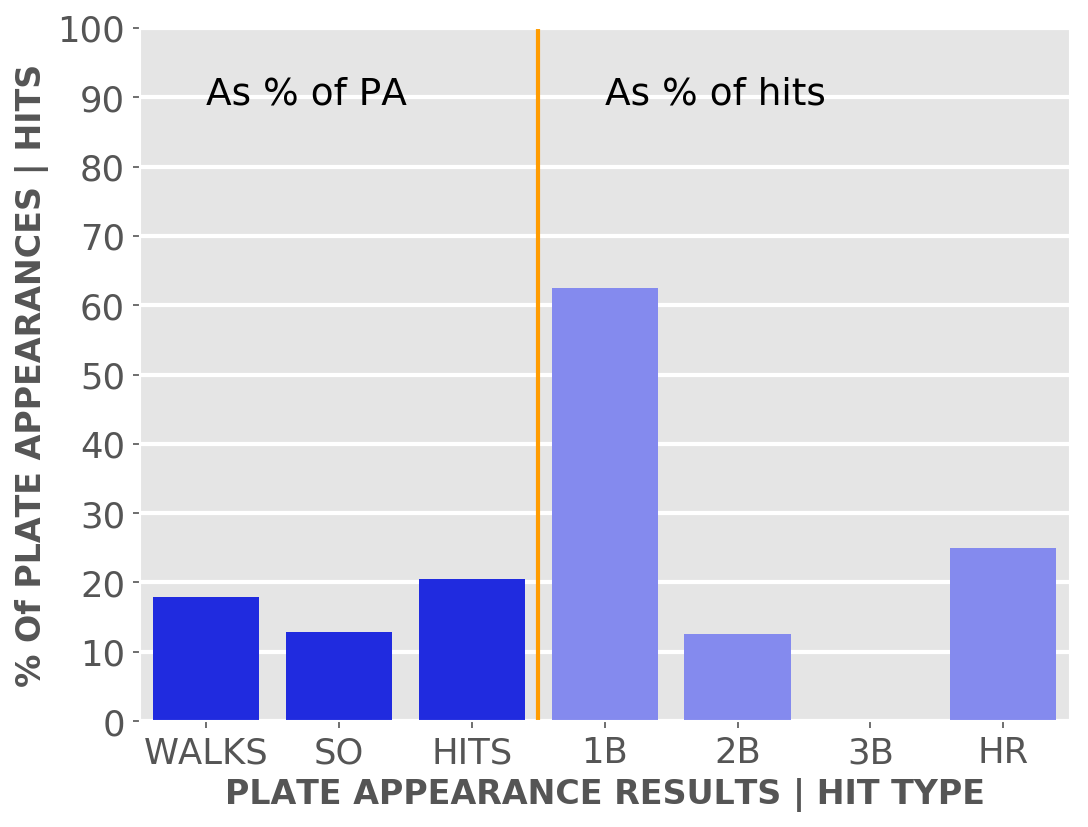 % Of PLATE APPEARANCES | HITS
100
90
80
70
60
50
40
30
20
10
0
As % of PA
As % of hits
WALKS SO HITS 1B 2B 3B HR
PLATE APPEARANCE RESULTS | HIT TYPE